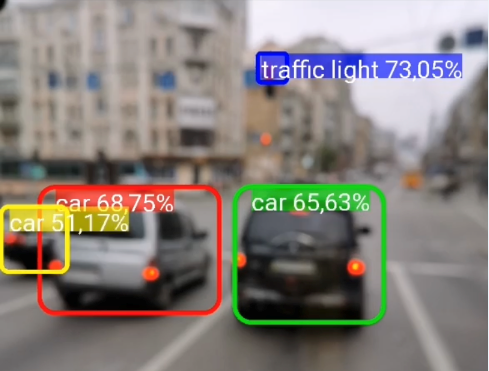 traffic light 73,05%
car 68,75%
car 65,63%
car 51,17%